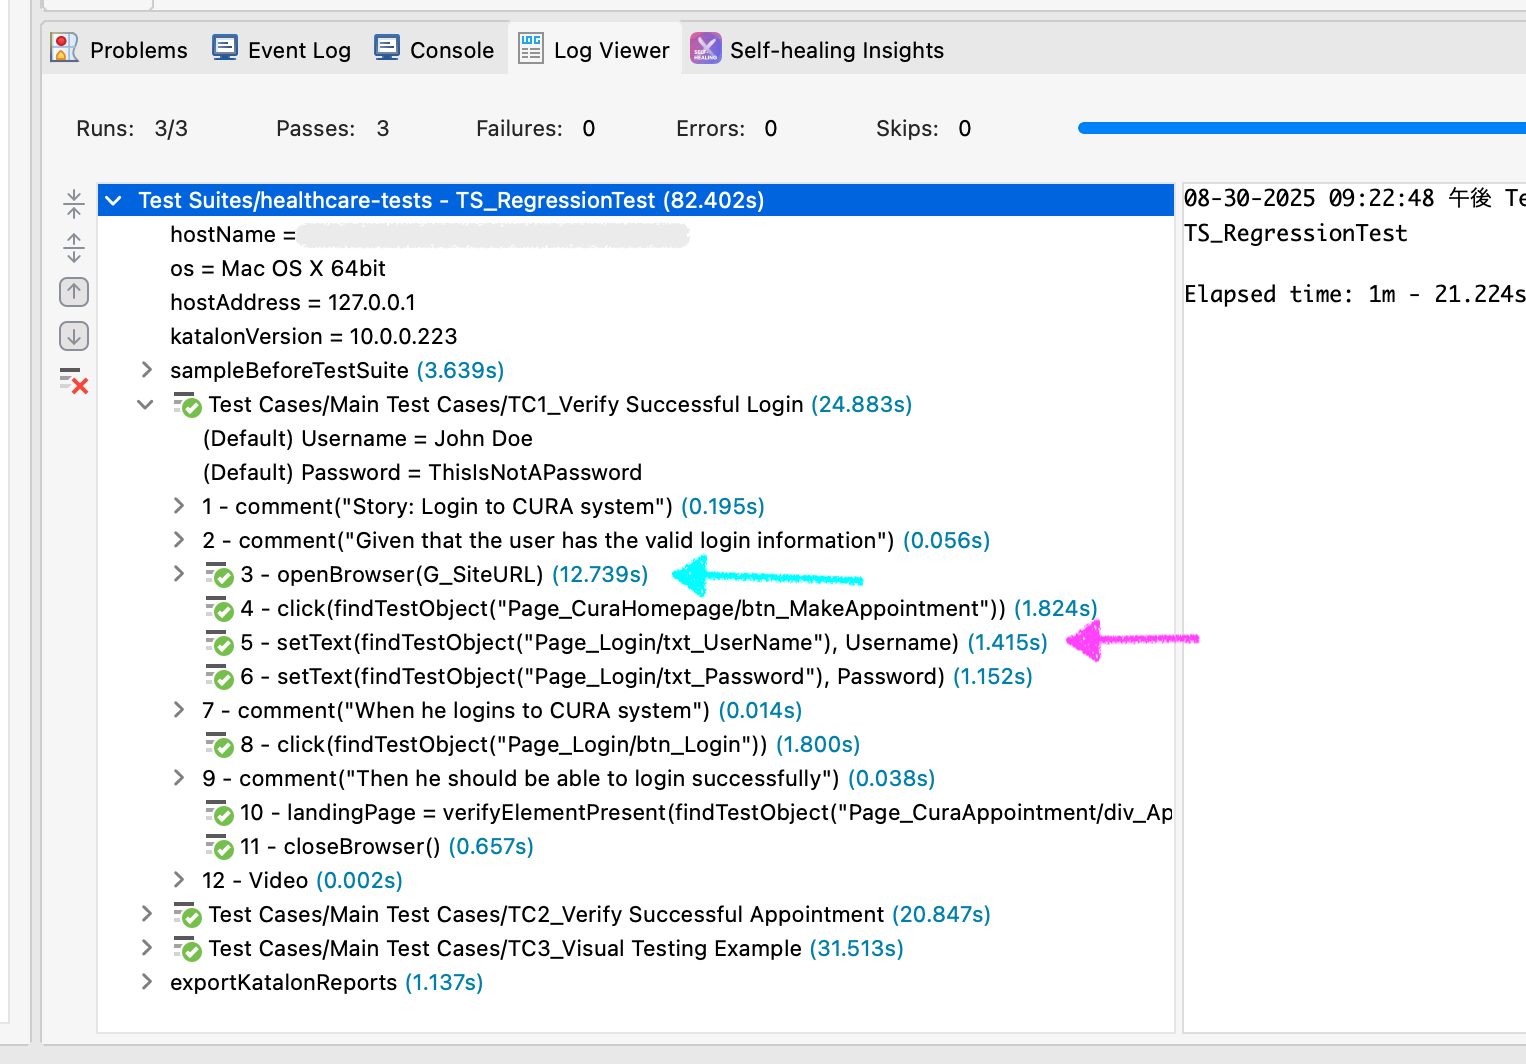 Problems Event Log Console Log Viewer Self-healing Insights
Runs: 3/3 Passes: 3 Failures: 0 Errors: 0 Skips: 0
Test Suites/healthcare-tests - TS_RegressionTest (82.402s)
hostName =
os = Mac OS X 64bit
hostAddress = 127.0.0.1
katalonVersion = 10.0.0.223
sampleBeforeTestSuite (3.639s)
Test Cases/Main Test Cases/TC1_Verify Successful Login (24.883s)
(Default) Username = John Doe
(Default) Password = ThisIsNotAPassword
1 - comment("Story: Login to CURA system") (0.195s)
2 - comment("Given that the user has the valid login information") (0.056s)
3 - openBrowser(G_SiteURL) (12.739s)
4 - click(findTestObject("Page_CuraHomepage/btn_MakeAppointment")) (1.824s)
5 - setText(findTestObject("Page_Login/txt_UserName"), Username) (1.415s)
6 - setText(findTestObject("Page_Login/txt_Password"), Password) (1.152s)
7 - comment("When he logins to CURA system") (0.014s)
8 - click(findTestObject("Page_Login/btn_Login")) (1.800s)
9 - comment("Then he should be able to login successfully") (0.038s)
10 - landingPage = verifyElementPresent(findTestObject("Page_CuraAppointment/div_Ap
11 - closeBrowser() (0.657s)
12 - Video (0.002s)
Test Cases/Main Test Cases/TC2_Verify Successful Appointment (20.847s)
Test Cases/Main Test Cases/TC3_Visual Testing Example (31.513s)
exportKatalonReports (1.137s)
08-30-2025 09:22:48 午後 Te
TS_RegressionTest
Elapsed time: 1m - 21.224s